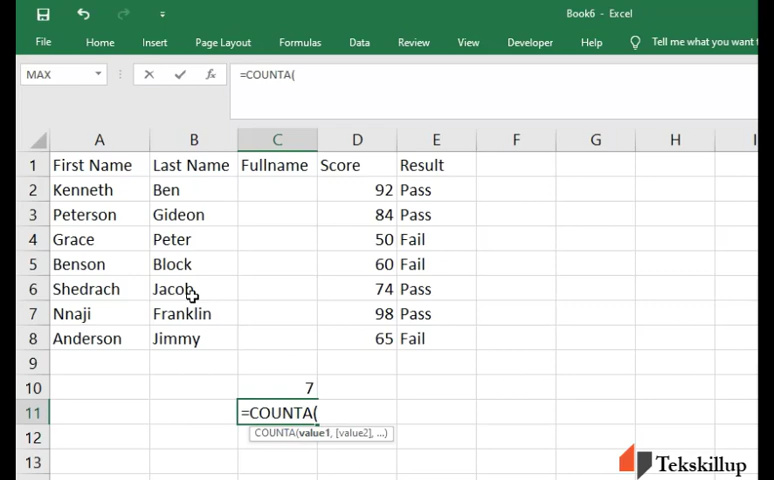 Book6 - Excel
File Home Insert Page Layout Formulas Data Review View Developer Help Tell me what you want
MAX fx =COUNTA(
A B C D E F G H I
1 First Name Last Name Fullname Score Result
2 Kenneth Ben 92 Pass
3 Peterson Gideon 84 Pass
4 Grace Peter 50 Fail
5 Benson Block 60 Fail
6 Shedrach Jacob 74 Pass
7 Nnaji Franklin 98 Pass
8 Anderson Jimmy 65 Fail
9
10 7
11 =COUNTA(
COUNTA(value1, [value2], ...)
12
13
Tekskillup